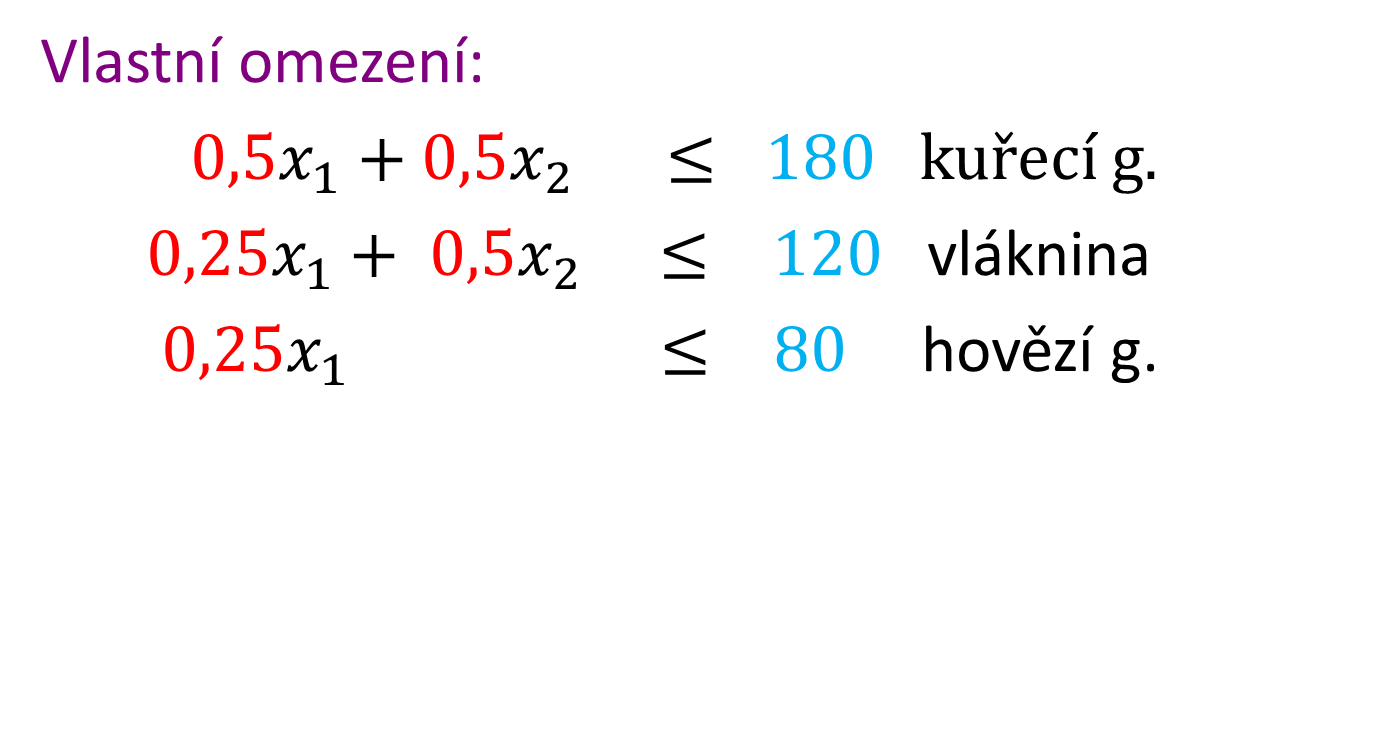 Vlastní omezení:
0,5x₁ + 0,5x₂ ≤ 180 kuřecí g.
0,25x₁ + 0,5x₂ ≤ 120 vláknina
0,25x₁ ≤ 80 hovězí g.